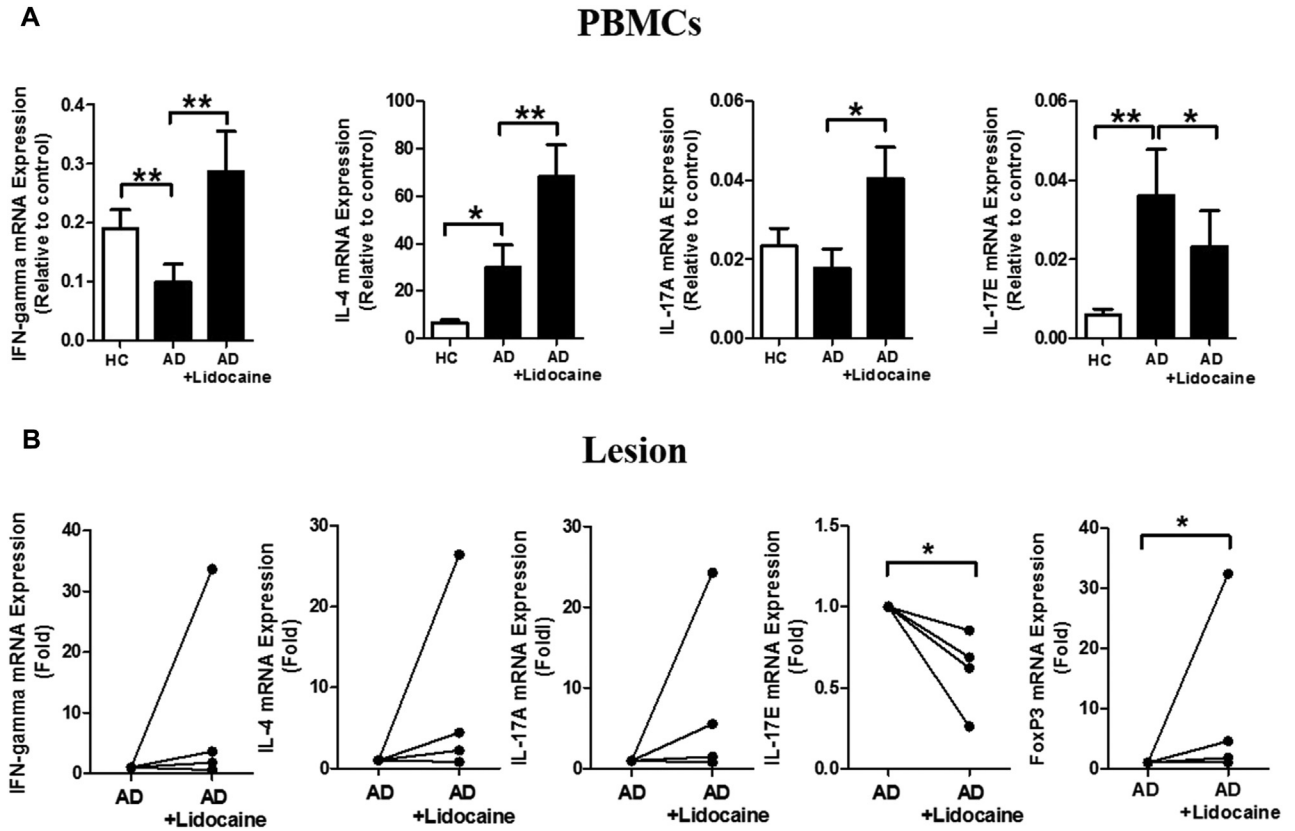 A
PBMCs
IFN-gamma mRNA Expression
(Relative to control)
0.4
0.3
0.2
0.1
0.0
**
**
HC
AD
AD
+Lidocaine
IL-4 mRNA Expression
(Relative to control)
100
80
60
40
20
0
*
**
HC
AD
AD
+Lidocaine
IL-17A mRNA Expression
(Relative to control)
0.06
0.04
0.02
0.00
*
HC
AD
AD
+Lidocaine
IL-17E mRNA Expression
(Relative to control)
0.06
0.04
0.02
0.00
**
*
HC
AD
AD
+Lidocaine
B
Lesion
IFN-gamma mRNA Expression
(Fold)
40
30
20
10
0
AD
AD
+Lidocaine
IL-4 mRNA Expression
(Fold)
30
20
10
0
AD
AD
+Lidocaine
IL-17A mRNA Expression
(Foldl)
30
20
10
0
AD
AD
+Lidocaine
IL-17E mRNA Expression
(Fold)
1.5
1.0
0.5
0.0
*
AD
AD
+Lidocaine
FoxP3 mRNA Expression
(Fold)
40
30
20
10
0
*
AD
AD
+Lidocaine